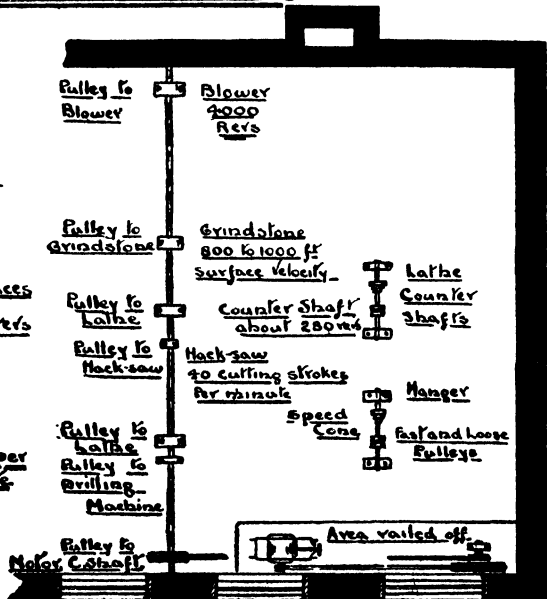 Pulley to
Blower
Blower
4000
Revs
Pulley to
Grindstone
Grindstone
800 to 1000 ft
surface velocity
Pulley to
Lathe
Counter Shaft
about 280 revs
Lathe
Counter
Shafts
Pulley to
Hack-saw
Hack-saw
40 cutting strokes
Per minute
Hanger
Speed
Cone
Fast and Loose
Pulleys
Pulley to
Lathe
Pulley to
Drilling
Machine
Pulley to
Motor C. Shaft
Area railed off